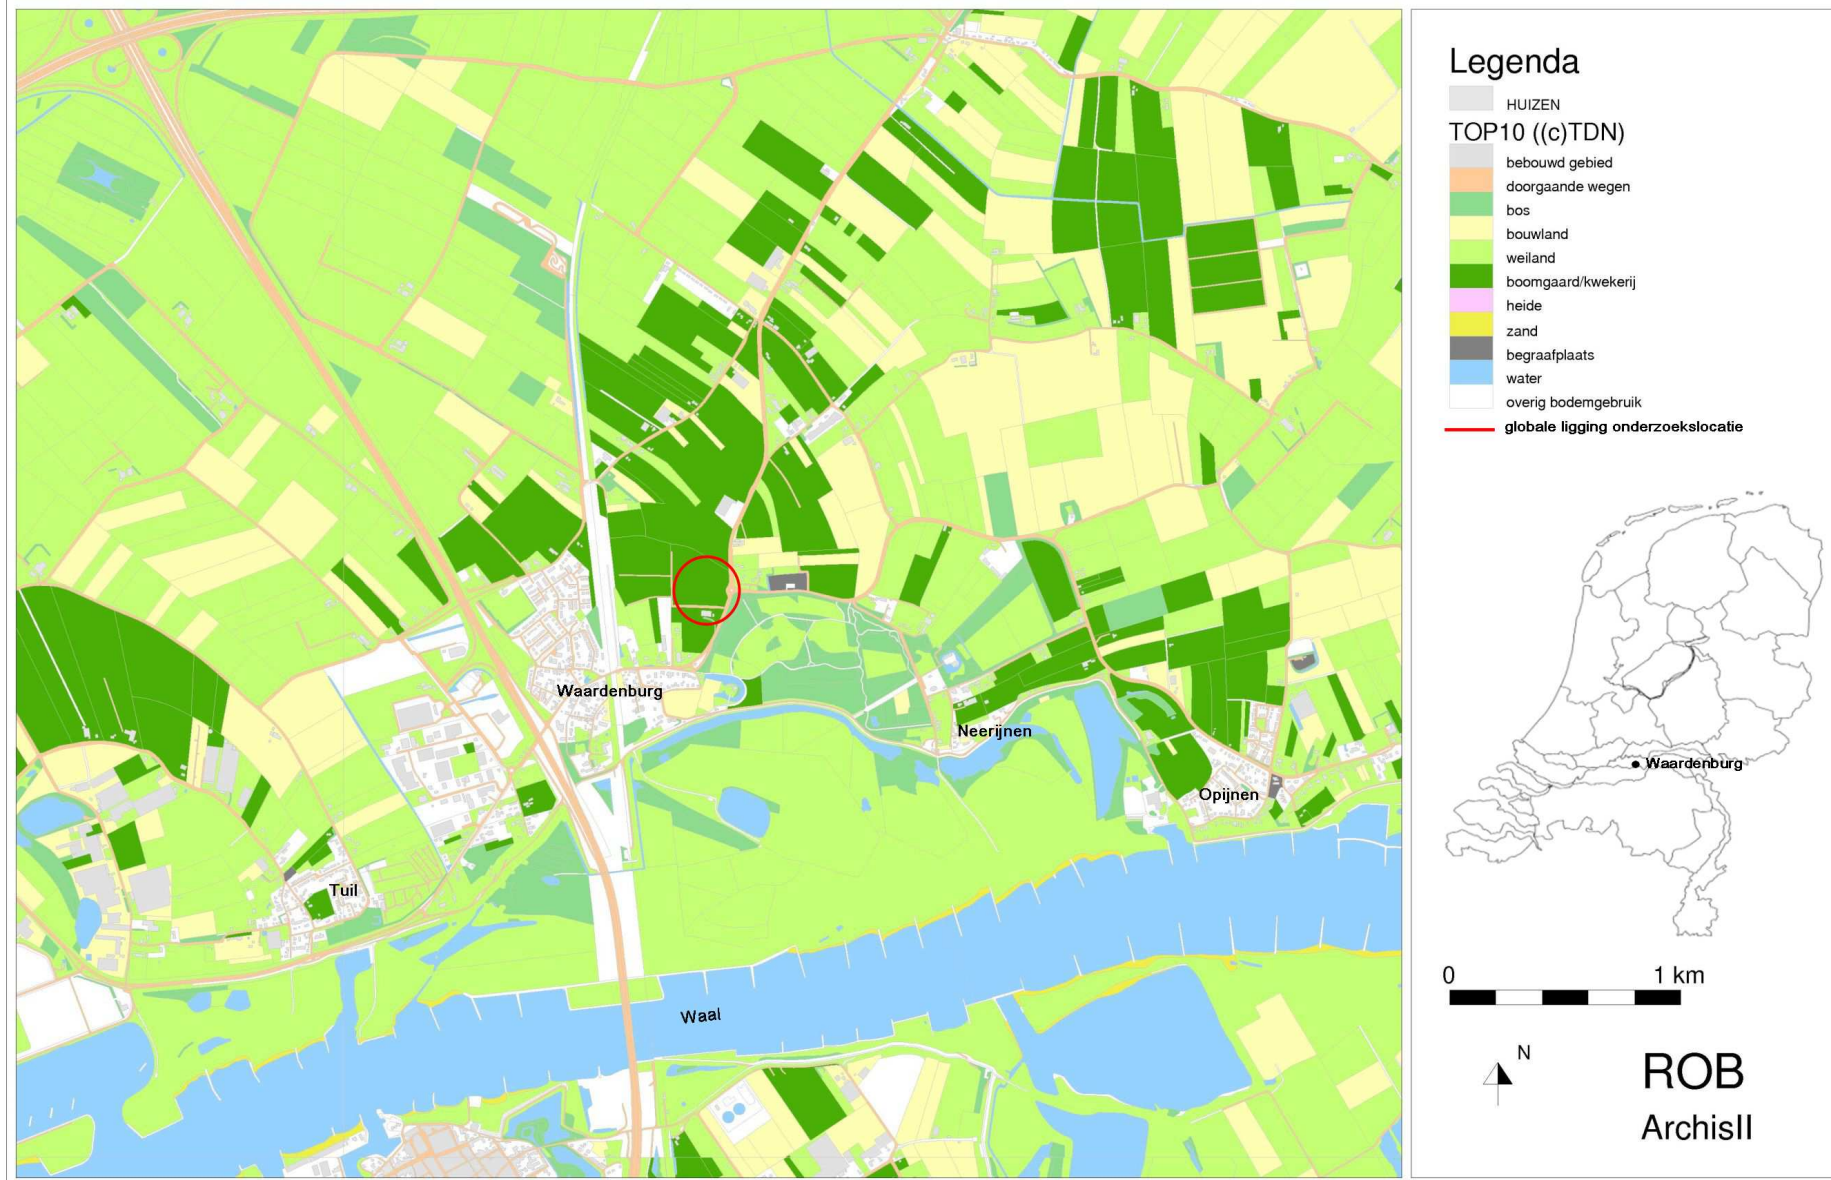 Waardenburg
Neerijnen
Opijnen
Tuil
Waal
Legenda
HUIZEN
TOP10 ((c)TDN)
bebouwd gebied
doorgaande wegen
bos
bouwland
weiland
boomgaard/kwekerij
heide
zand
begraafplaats
water
overig bodemgebruik
globale ligging onderzoekslocatie
Waardenburg
0 1 km
N
ROB
ArchisII